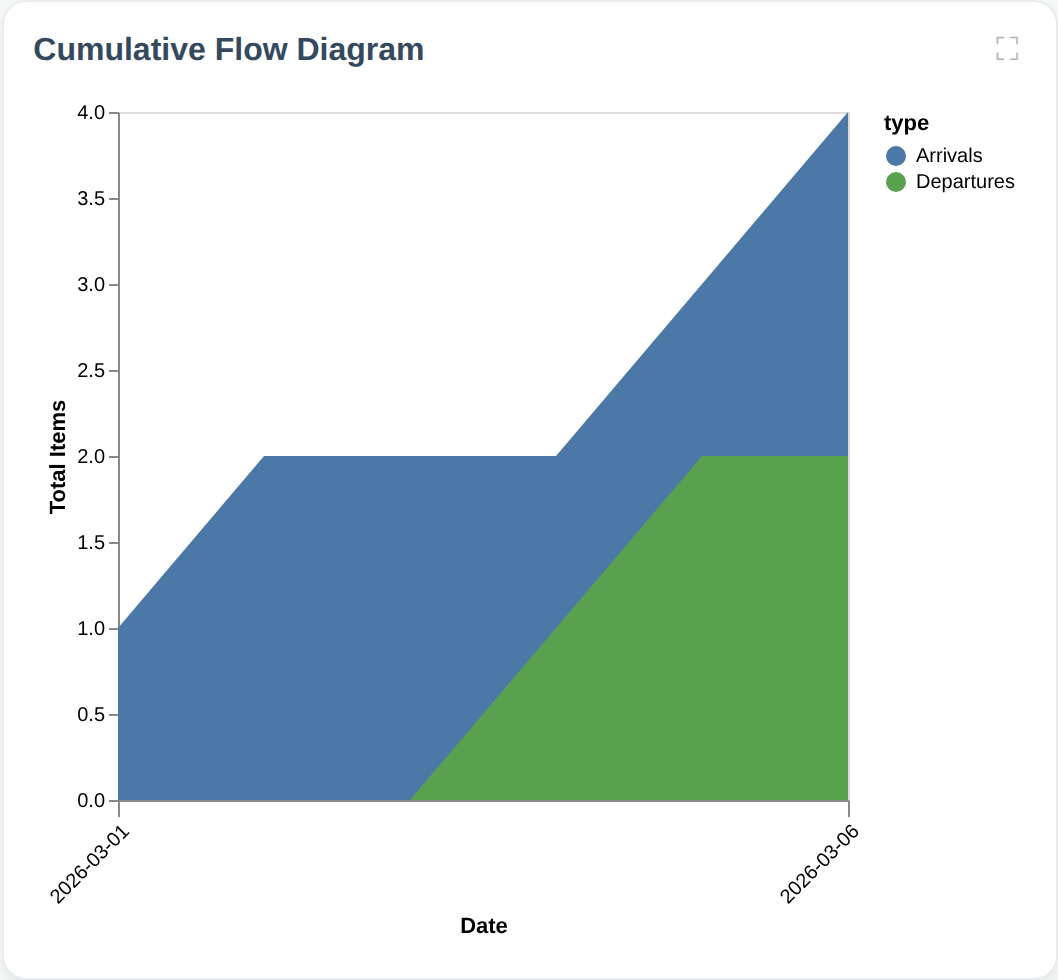 Cumulative Flow Diagram
4.0
3.5
3.0
2.5
2.0
1.5
1.0
0.5
0.0
Total Items
2026-03-01
2026-03-06
Date
type
Arrivals
Departures